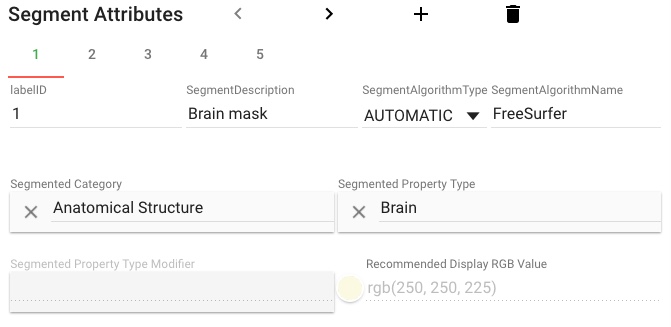 Segment Attributes
1 2 3 4 5
labelID SegmentDescription SegmentAlgorithmType SegmentAlgorithmName
1 Brain mask AUTOMATIC FreeSurfer
Segmented Category Segmented Property Type
Anatomical Structure Brain
Segmented Property Type Modifier Recommended Display RGB Value
rgb(250, 250, 225)